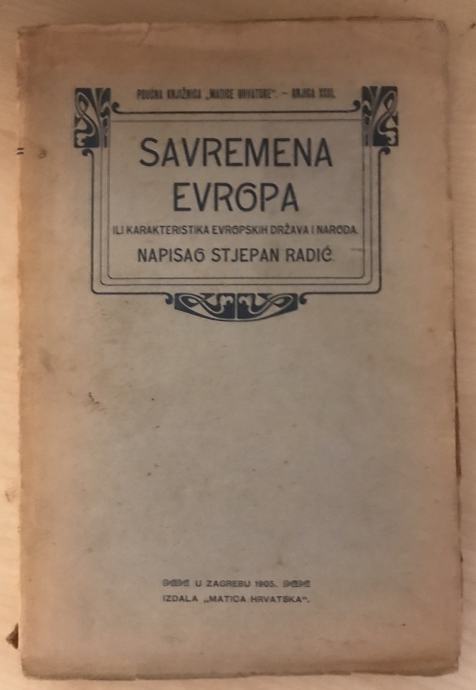 POUČNA KNJIŽNICA „MATICE HRVATSKE“. – KNJIGA XXXI.
SAVREMENA
EVROPA
ILI KARAKTERISTIKA EVROPSKIH DRŽAVA I NARODA.
NAPISAO STJEPAN RADIĆ.
U ZAGREBU 1905.
IZDALA „MATICA HRVATSKA“.